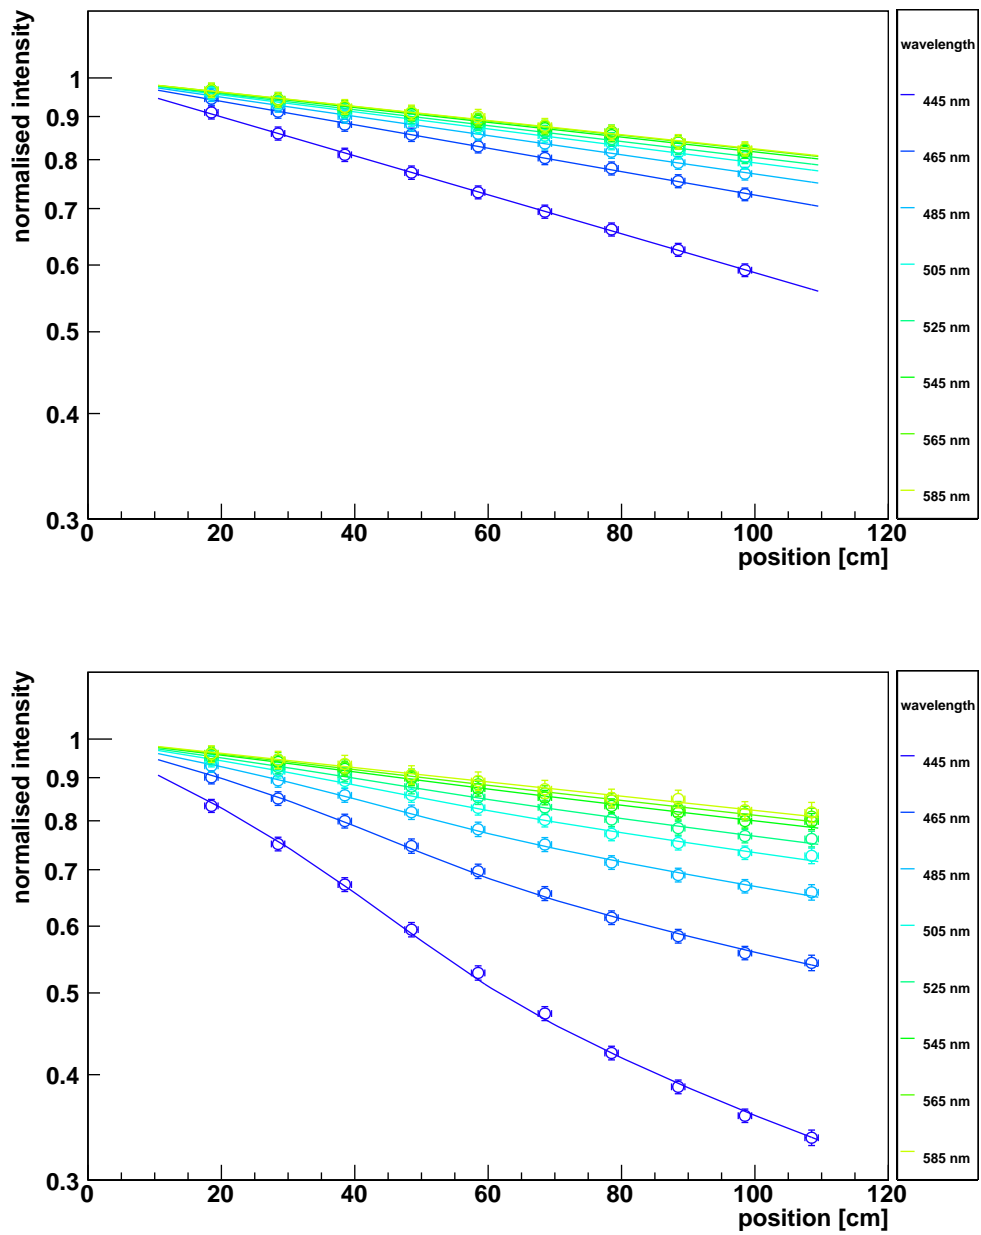 normalised intensity
1
0.9
0.8
0.7
0.6
0.5
0.4
0.3
0 20 40 60 80 100 120
position [cm]
wavelength
445 nm
465 nm
485 nm
505 nm
525 nm
545 nm
565 nm
585 nm
normalised intensity
1
0.9
0.8
0.7
0.6
0.5
0.4
0.3
0 20 40 60 80 100 120
position [cm]
wavelength
445 nm
465 nm
485 nm
505 nm
525 nm
545 nm
565 nm
585 nm